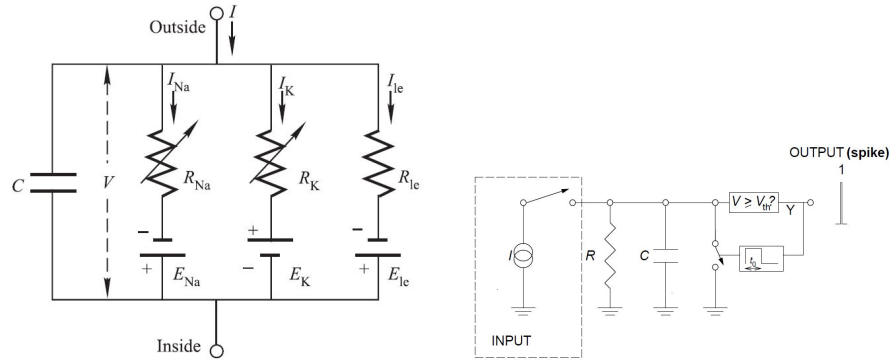 Outside
I
I_Na
I_K
I_le
C
V
R_Na
R_K
R_le
−
+
−
+
E_Na
−
E_K
+
E_le
Inside
OUTPUT (spike)
1
V ≥ V_th?
Y
I
R
C
t_0
INPUT